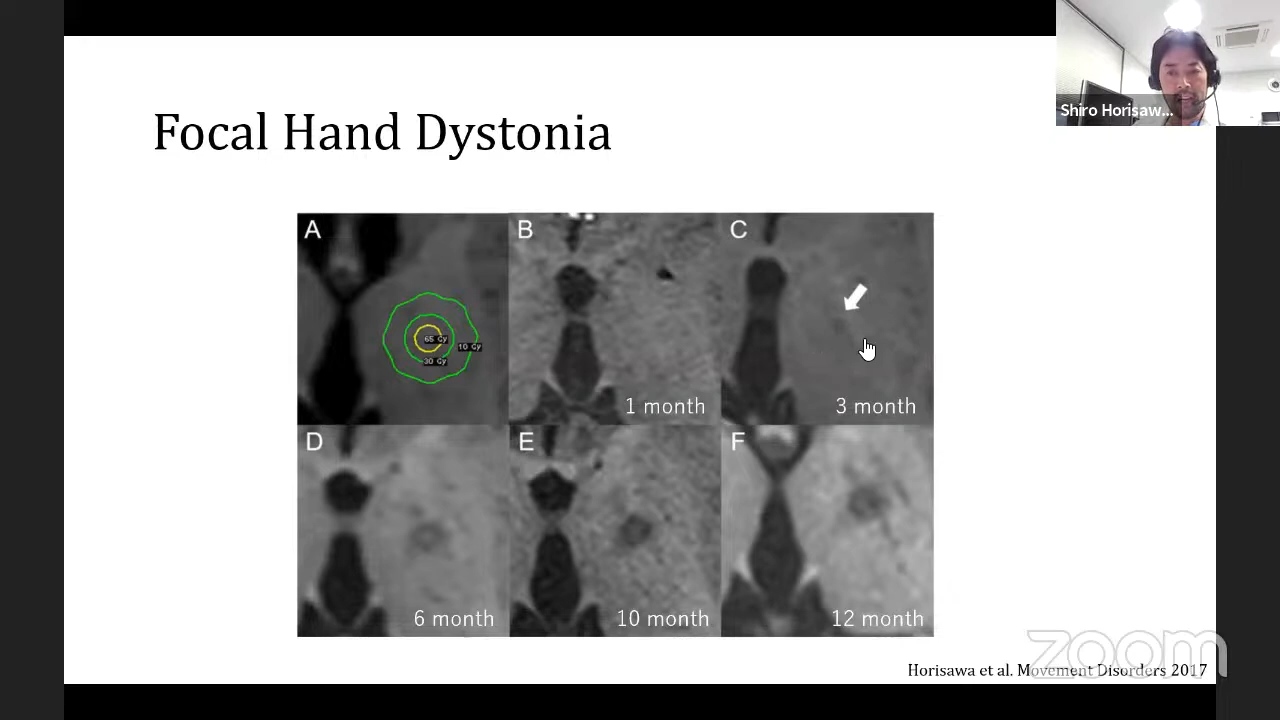 Shiro Horisaw...
Focal Hand Dystonia
A
65 Gy
10 Gy
30 Gy
B
1 month
C
3 month
D
6 month
E
10 month
F
12 month
Horisawa et al. Movement Disorders 2017
zoom